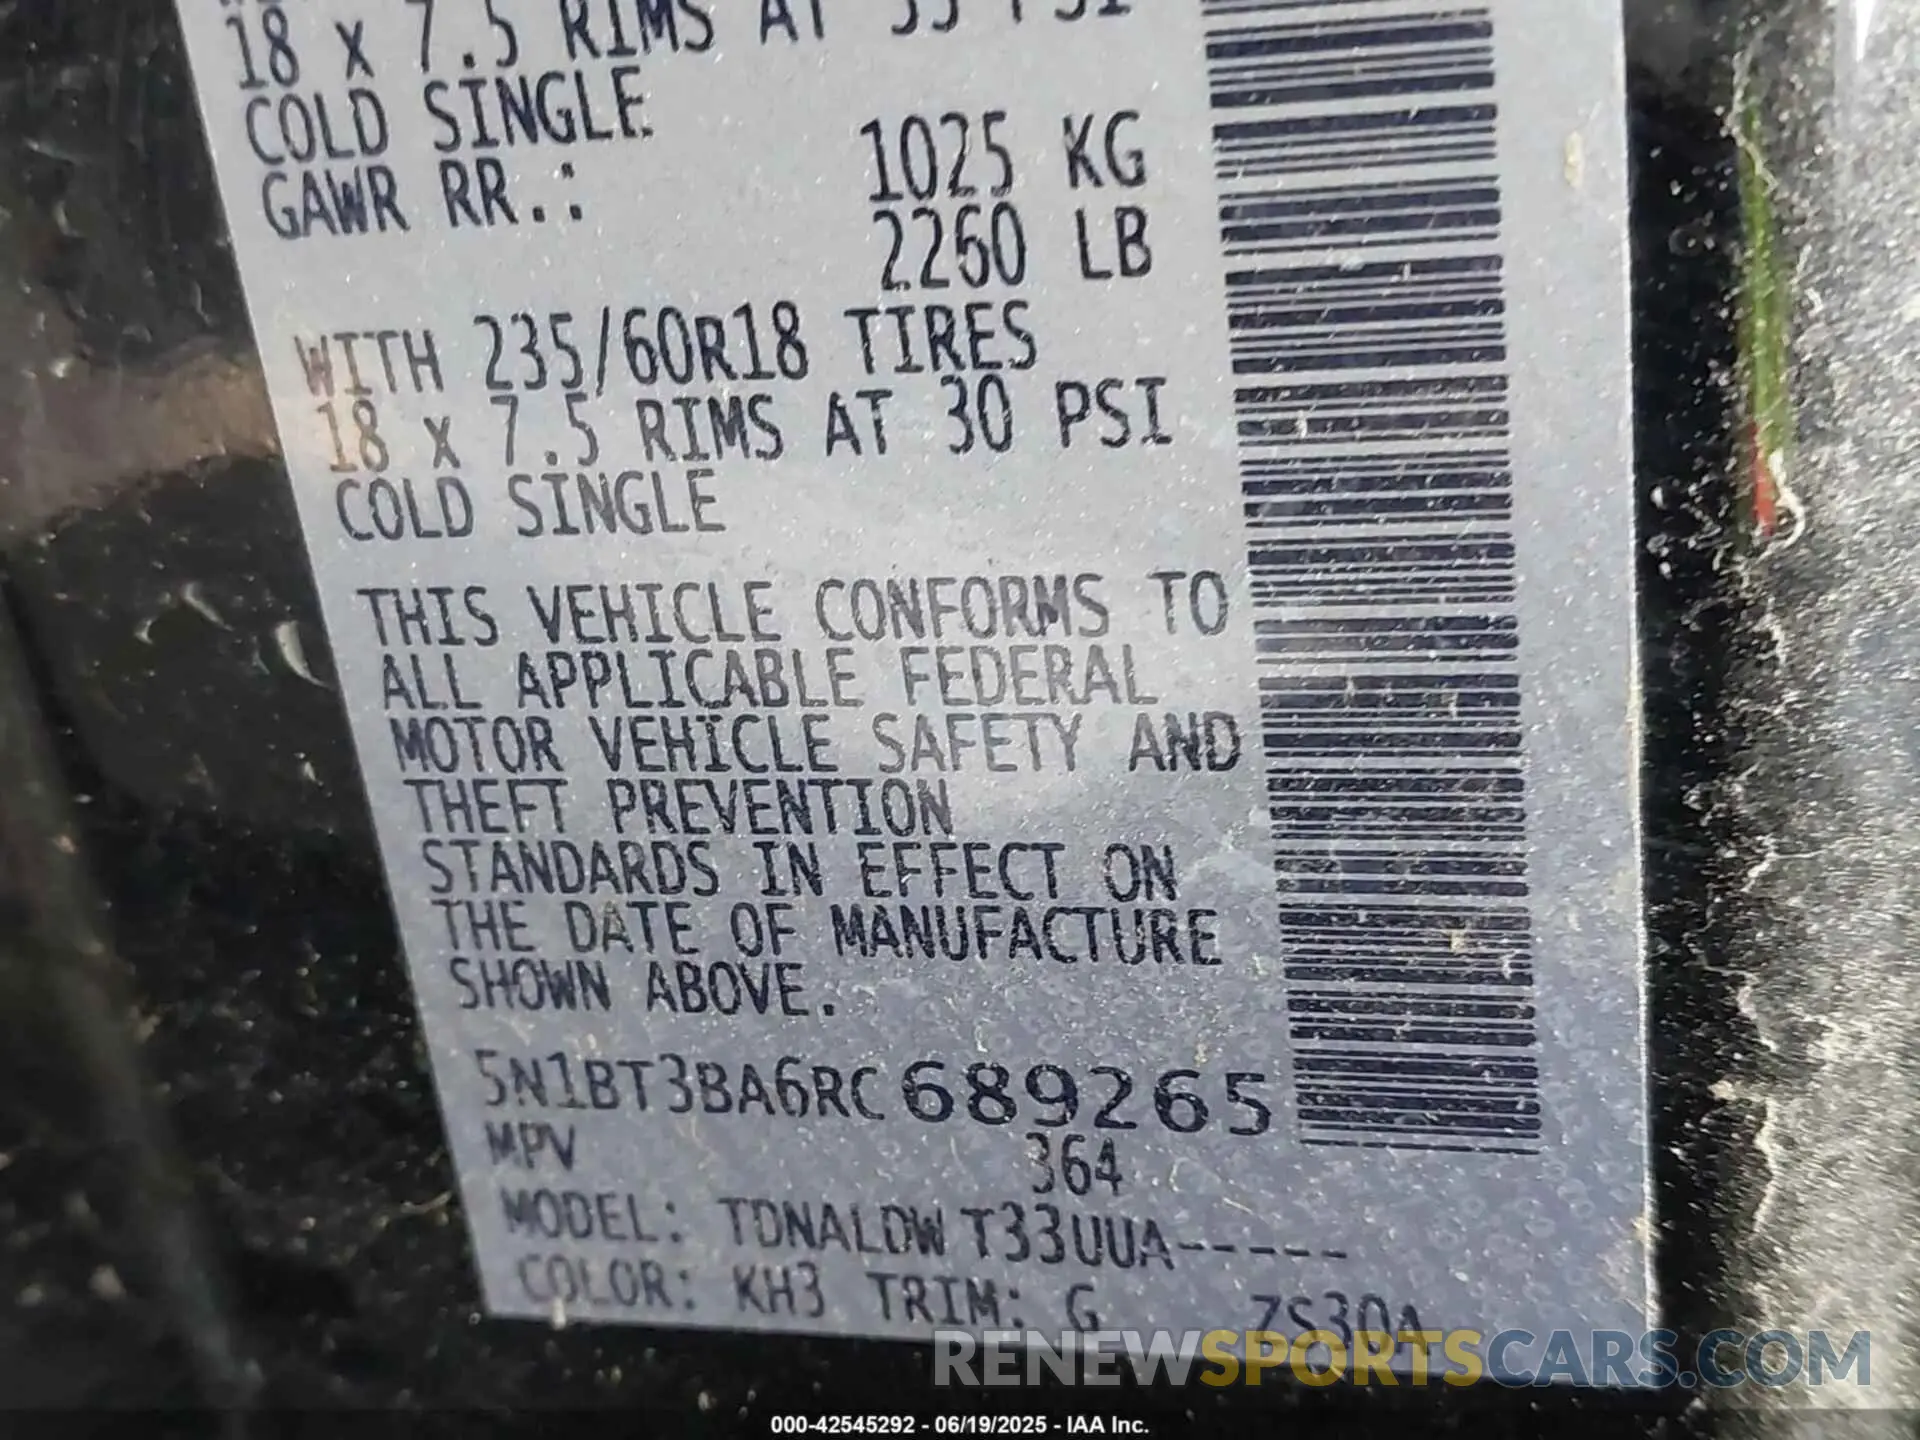 18 x 7.5 RIMS AT 33 PSI
COLD SINGLE
GAWR RR.: 1025 KG
2260 LB
WITH 235/60R18 TIRES
18 x 7.5 RIMS AT 30 PSI
COLD SINGLE
THIS VEHICLE CONFORMS TO
ALL APPLICABLE FEDERAL
MOTOR VEHICLE SAFETY AND
THEFT PREVENTION
STANDARDS IN EFFECT ON
THE DATE OF MANUFACTURE
SHOWN ABOVE.
5N1BT3BA6RC689265
MPV 364
MODEL: TDNALDW T33UUA-----
COLOR: KH3 TRIM: G ZS30A
RENEWSPORTSCARS.COM
000-42545292 - 06/19/2025 - IAA Inc.